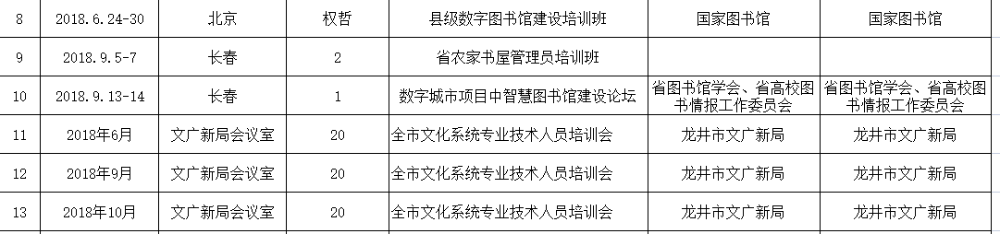 8 2018.6.24-30 北京 权哲 县级数字图书馆建设培训班 国家图书馆 国家图书馆
9 2018.9.5-7 长春 2 省农家书屋管理员培训班
10 2018.9.13-14 长春 1 数字城市项目中智慧图书馆建设论坛 省图书馆学会、省高校图书情报工作委员会 省图书馆学会、省高校图书情报工作委员会
11 2018年6月 文广新局会议室 20 全市文化系统专业技术人员培训会 龙井市文广新局 龙井市文广新局
12 2018年9月 文广新局会议室 20 全市文化系统专业技术人员培训会 龙井市文广新局 龙井市文广新局
13 2018年10月 文广新局会议室 20 全市文化系统专业技术人员培训会 龙井市文广新局 龙井市文广新局